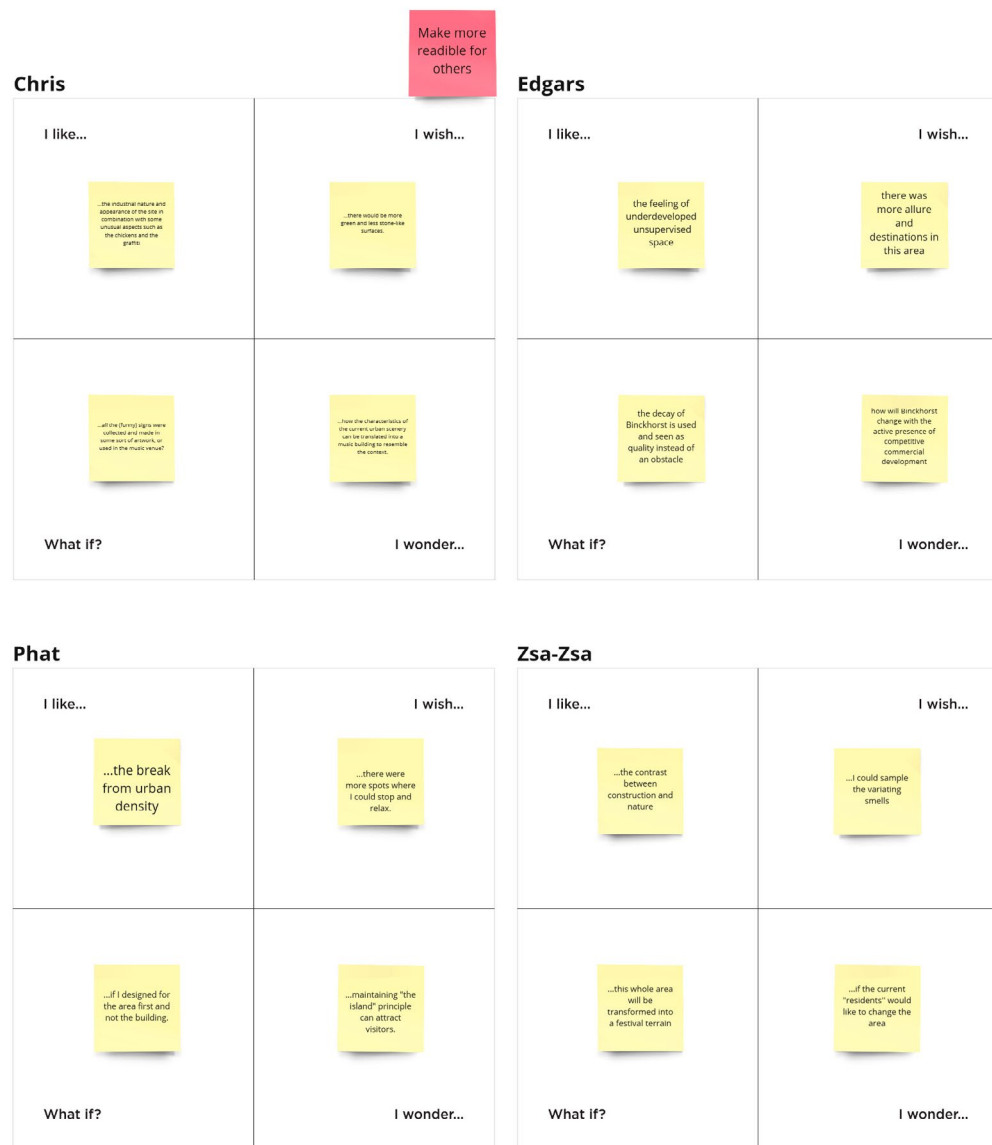 Make more
readible for
others
Chris
I like...
I wish...
...the industrial nature and
appearance of the site in
combination with some
unusual aspects such as
the chickens and the
graffiti
...there would be more
green and less stone-like
surfaces.
...all the (funny) signs were
collected and made in
some sort of artwork, or
used in the music venue?
...how the characteristics of
the current urban scenery
can be translated into a
music building to resemble
the context.
What if?
I wonder...
Edgars
I like...
I wish...
the feeling of
underdeveloped
unsupervised
space
there was
more allure
and
destinations in
this area
the decay of
Binckhorst is used
and seen as
quality instead of
an obstacle
how will Binckhorst
change with the
active presence of
competitive
commercial
development
What if?
I wonder...
Phat
I like...
I wish...
...the break
from urban
density
...there were
more spots where
I could stop and
relax.
...if I designed for
the area first and
not the building.
...maintaining "the
island" principle
can attract
visitors.
What if?
I wonder...
Zsa-Zsa
I like...
I wish...
...the contrast
between
construction and
nature
...I could sample
the variating
smells
...this whole area
will be
transformed into
a festival terrain
...if the current
"residents" would
like to change the
area
What if?
I wonder...